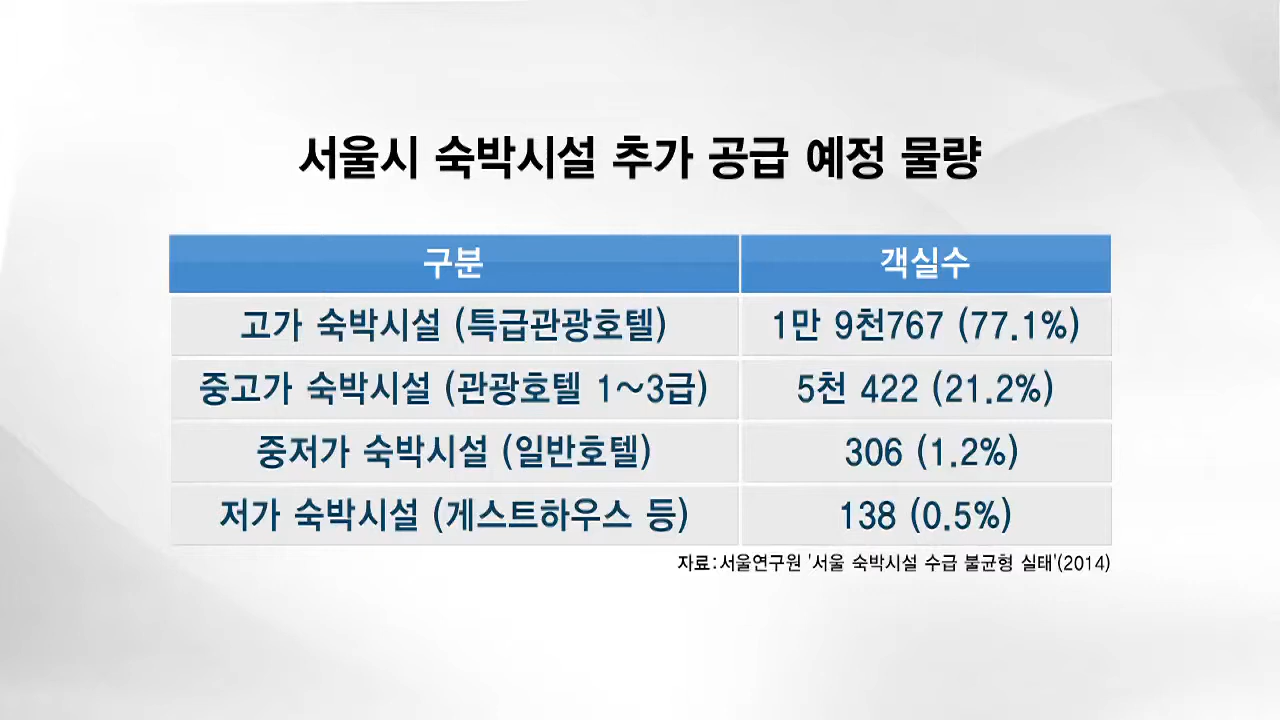 서울시 숙박시설 추가 공급 예정 물량
구분 객실수
고가 숙박시설 (특급관광호텔) 1만 9천767 (77.1%)
중고가 숙박시설 (관광호텔 1~3급) 5천 422 (21.2%)
중저가 숙박시설 (일반호텔) 306 (1.2%)
저가 숙박시설 (게스트하우스 등) 138 (0.5%)
자료:서울연구원 '서울 숙박시설 수급 불균형 실태'(2014)